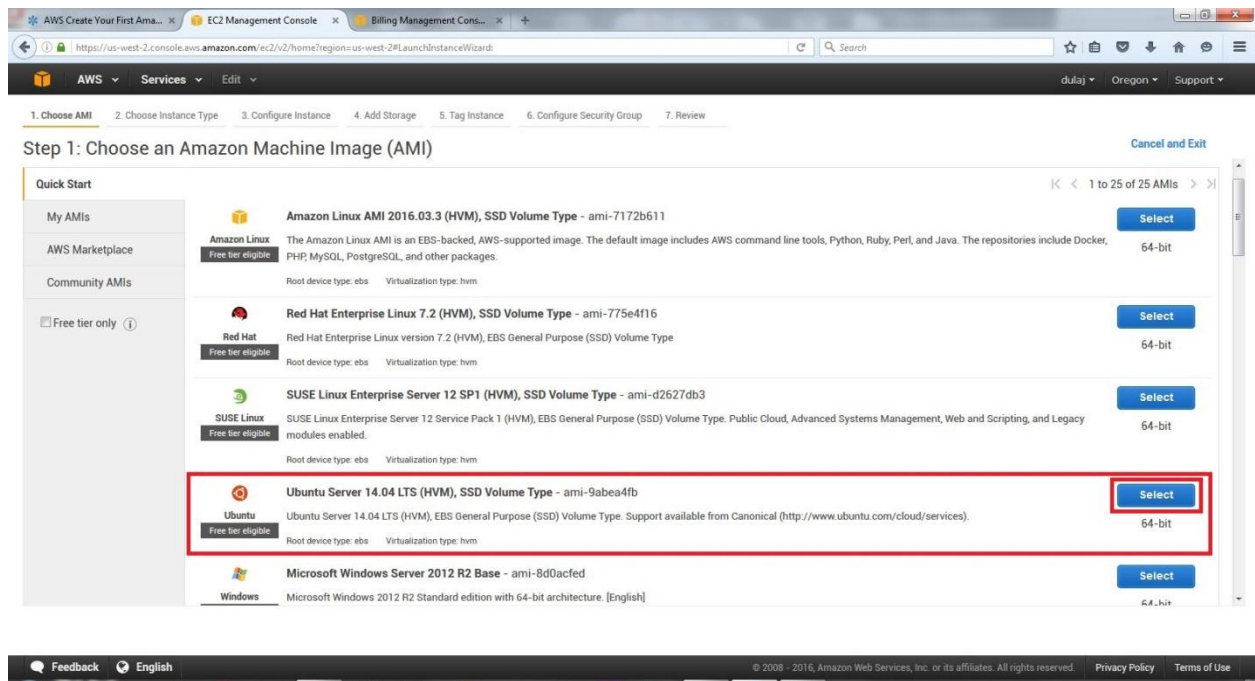 AWS Create Your First Ama... EC2 Management Console Billing Management Cons...
https://us-west-2.console.aws.amazon.com/ec2/v2/home?region=us-west-2#LaunchInstanceWizard: Search
AWS Services Edit dulaj Oregon Support
1. Choose AMI 2. Choose Instance Type 3. Configure Instance 4. Add Storage 5. Tag Instance 6. Configure Security Group 7. Review
Step 1: Choose an Amazon Machine Image (AMI) Cancel and Exit
Quick Start
My AMIs
AWS Marketplace
Community AMIs
Free tier only
1 to 25 of 25 AMIs
Amazon Linux
Free tier eligible
Amazon Linux AMI 2016.03.3 (HVM), SSD Volume Type - ami-7172b611
The Amazon Linux AMI is an EBS-backed, AWS-supported image. The default image includes AWS command line tools, Python, Ruby, Perl, and Java. The repositories include Docker,
PHP, MySQL, PostgreSQL, and other packages.
Root device type: ebs Virtualization type: hvm
Select
64-bit
Red Hat
Free tier eligible
Red Hat Enterprise Linux 7.2 (HVM), SSD Volume Type - ami-775e4f16
Red Hat Enterprise Linux version 7.2 (HVM), EBS General Purpose (SSD) Volume Type
Root device type: ebs Virtualization type: hvm
Select
64-bit
SUSE Linux
Free tier eligible
SUSE Linux Enterprise Server 12 SP1 (HVM), SSD Volume Type - ami-d2627db3
SUSE Linux Enterprise Server 12 Service Pack 1 (HVM), EBS General Purpose (SSD) Volume Type. Public Cloud, Advanced Systems Management, Web and Scripting, and Legacy
modules enabled.
Root device type: ebs Virtualization type: hvm
Select
64-bit
Ubuntu
Free tier eligible
Ubuntu Server 14.04 LTS (HVM), SSD Volume Type - ami-9abea4fb
Ubuntu Server 14.04 LTS (HVM), EBS General Purpose (SSD) Volume Type. Support available from Canonical (http://www.ubuntu.com/cloud/services).
Root device type: ebs Virtualization type: hvm
Select
64-bit
Windows
Microsoft Windows Server 2012 R2 Base - ami-8d0acfed
Microsoft Windows 2012 R2 Standard edition with 64-bit architecture. [English]
Select
64-bit
Feedback English © 2008 - 2016, Amazon Web Services, Inc. or its affiliates. All rights reserved. Privacy Policy Terms of Use